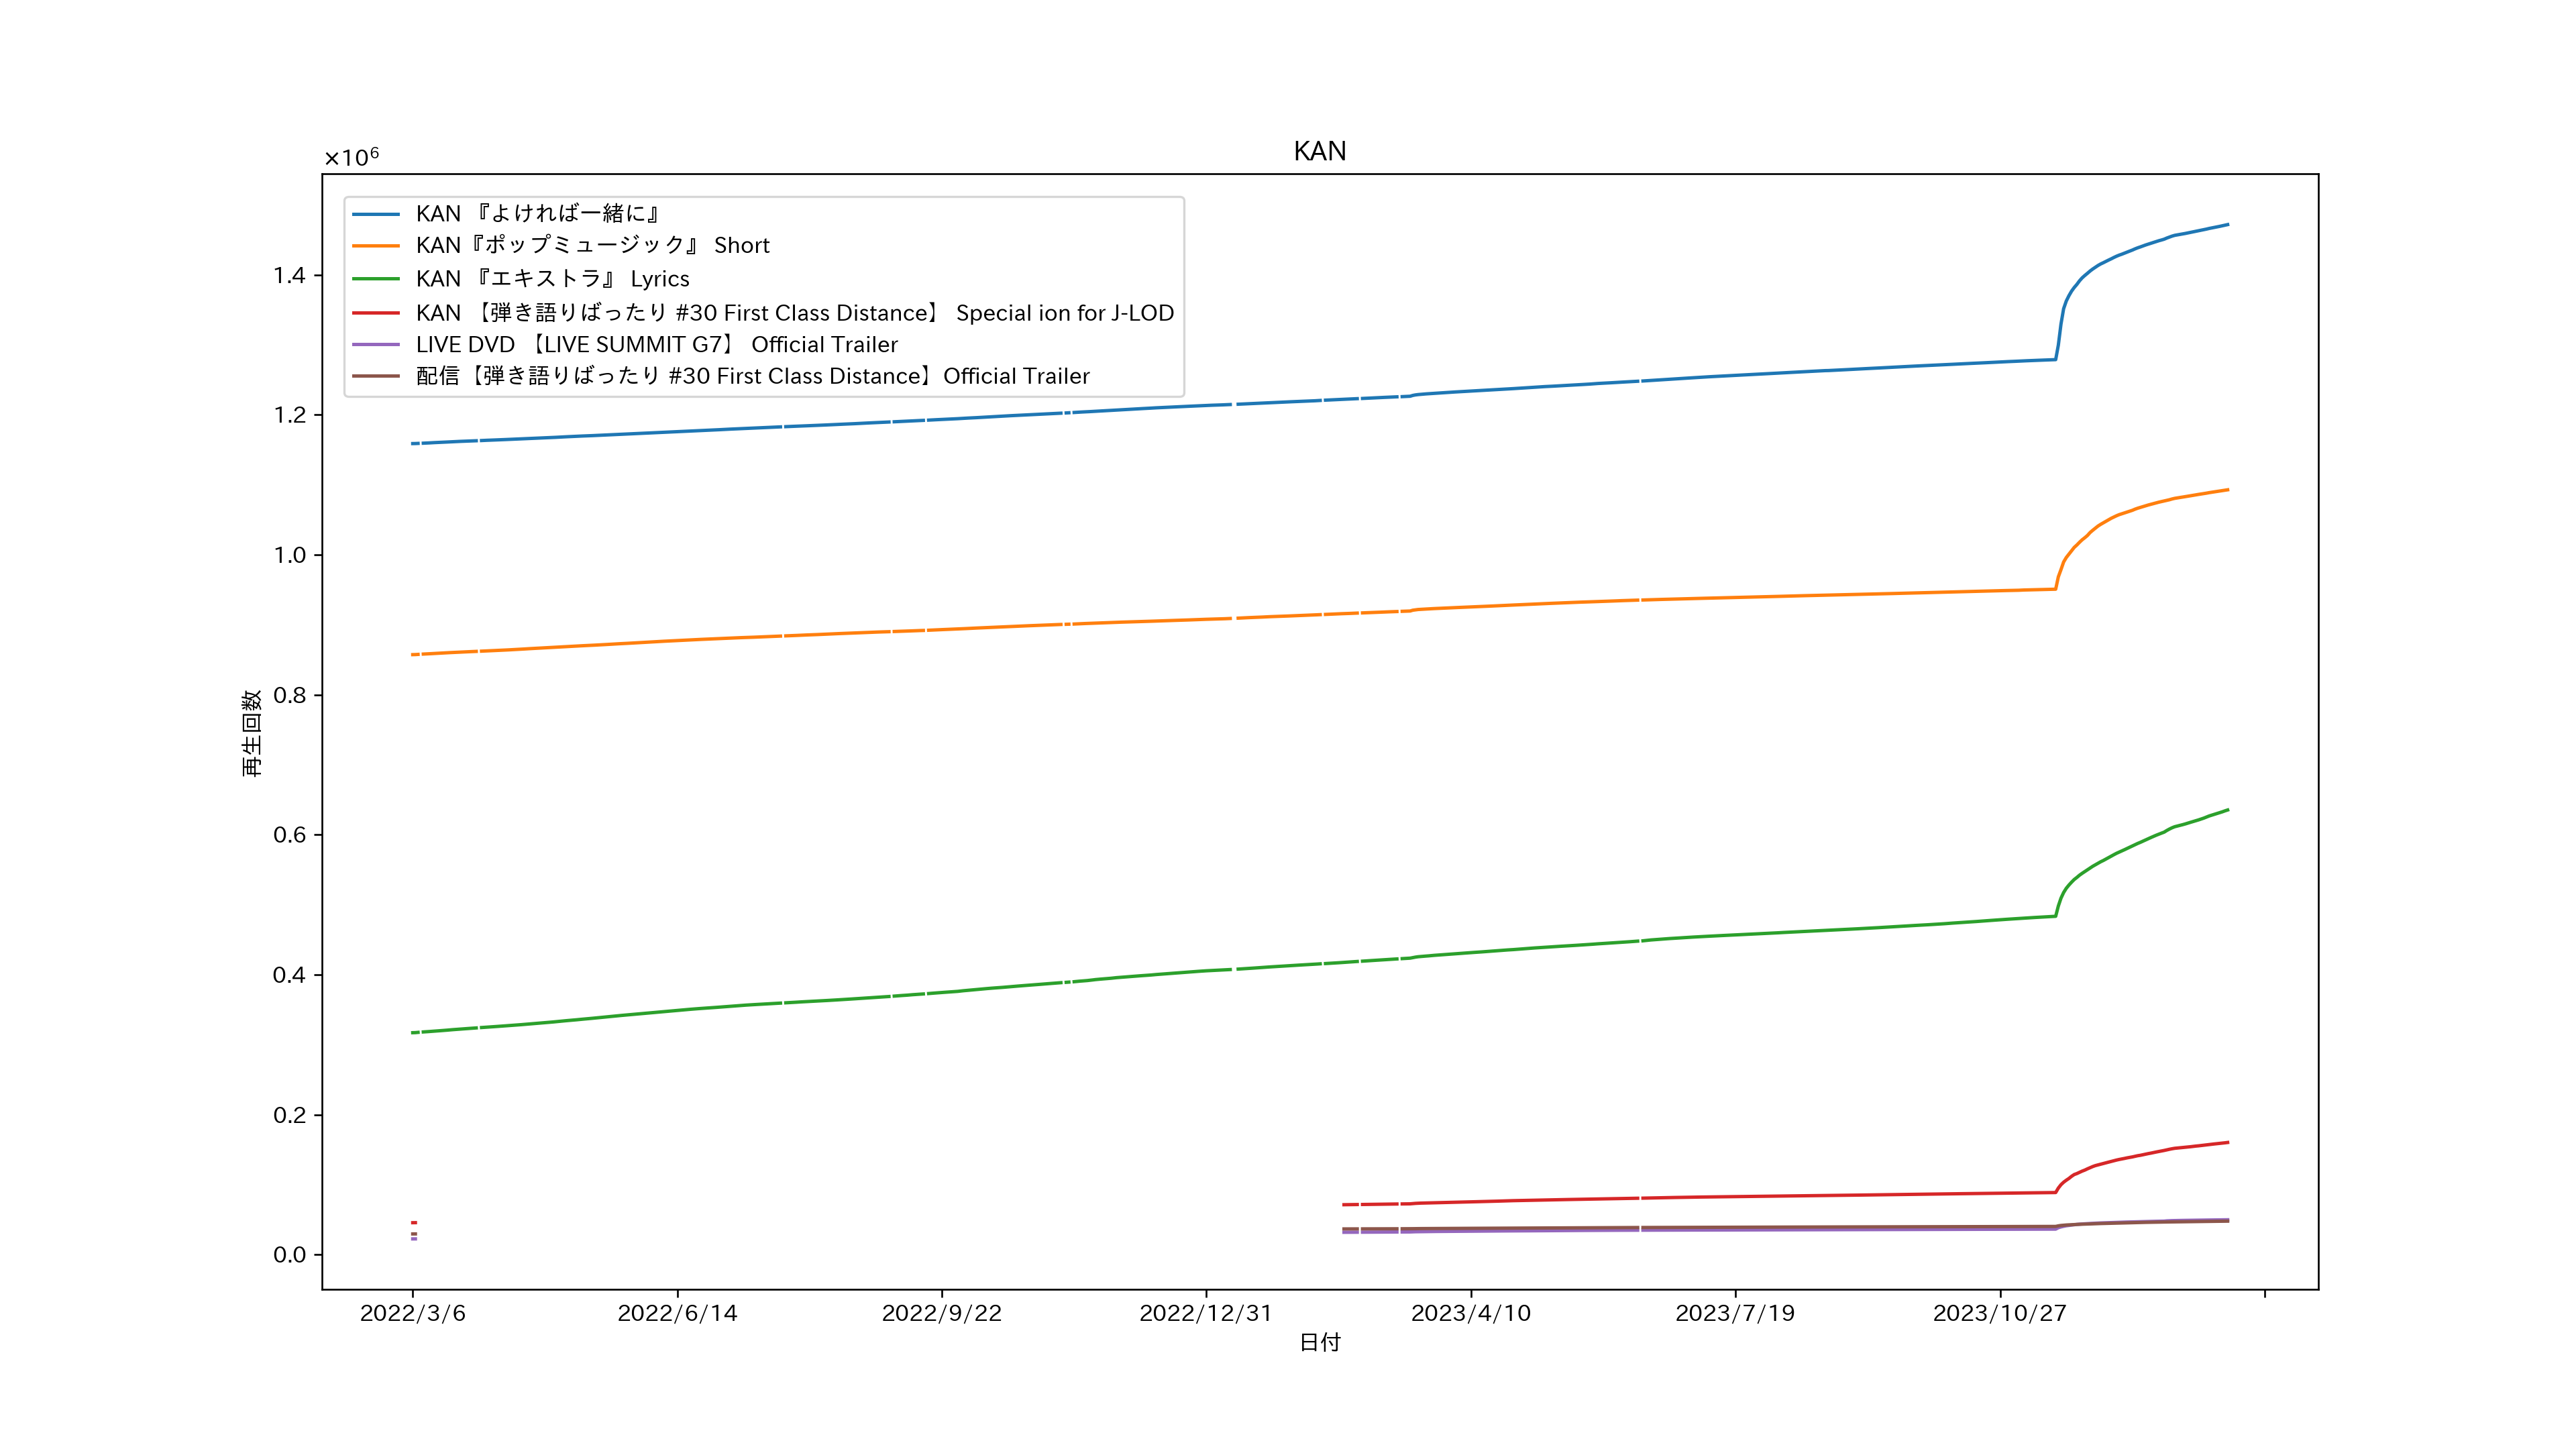 KAN
×10⁶
KAN 『よければ一緒に』
KAN『ポップミュージック』 Short
KAN 『エキストラ』 Lyrics
KAN 【弾き語りばったり #30 First Class Distance】 Special ion for J-LOD
LIVE DVD 【LIVE SUMMIT G7】 Official Trailer
配信【弾き語りばったり #30 First Class Distance】Official Trailer
1.4
1.2
1.0
0.8
0.6
0.4
0.2
0.0
再生回数
2022/3/6
2022/6/14
2022/9/22
2022/12/31
2023/4/10
2023/7/19
2023/10/27
日付